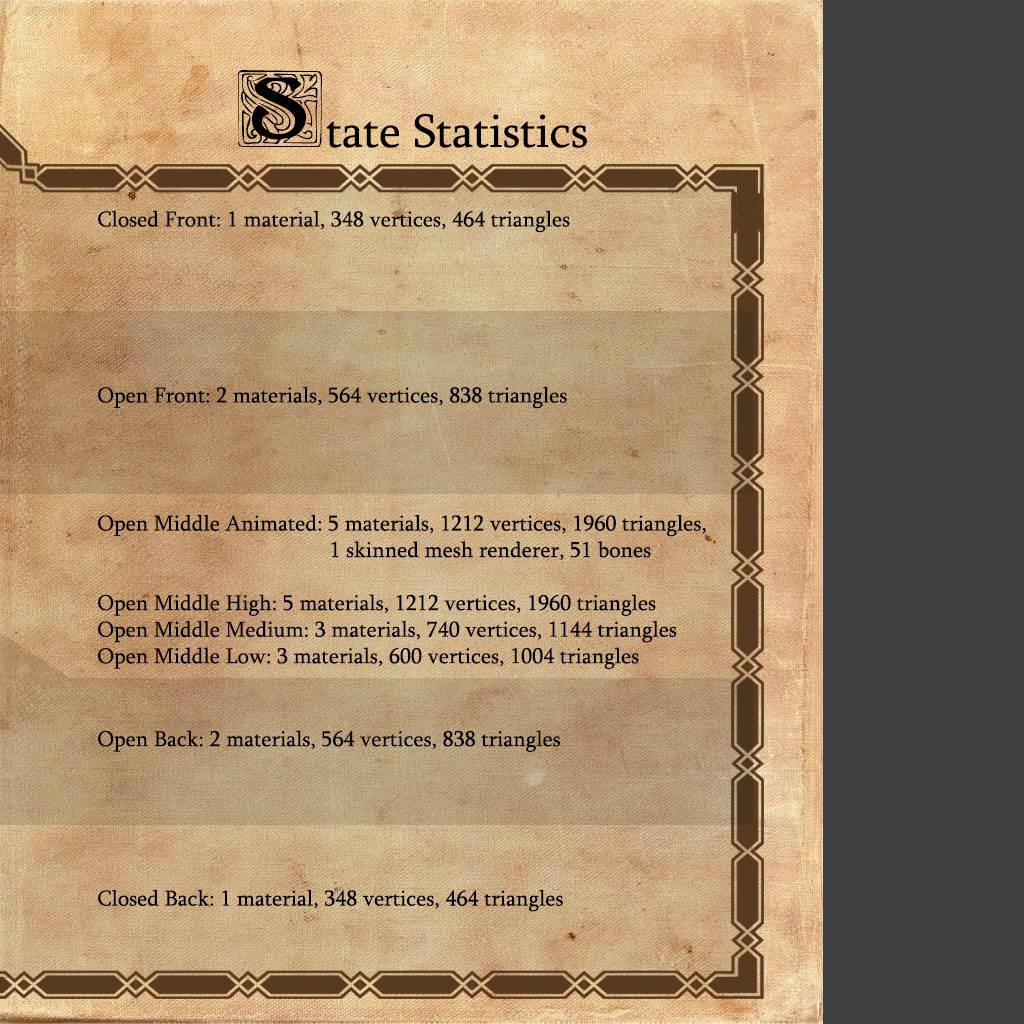 State Statistics
Closed Front: 1 material, 348 vertices, 464 triangles
Open Front: 2 materials, 564 vertices, 838 triangles
Open Middle Animated: 5 materials, 1212 vertices, 1960 triangles,
1 skinned mesh renderer, 51 bones
Open Middle High: 5 materials, 1212 vertices, 1960 triangles
Open Middle Medium: 3 materials, 740 vertices, 1144 triangles
Open Middle Low: 3 materials, 600 vertices, 1004 triangles
Open Back: 2 materials, 564 vertices, 838 triangles
Closed Back: 1 material, 348 vertices, 464 triangles